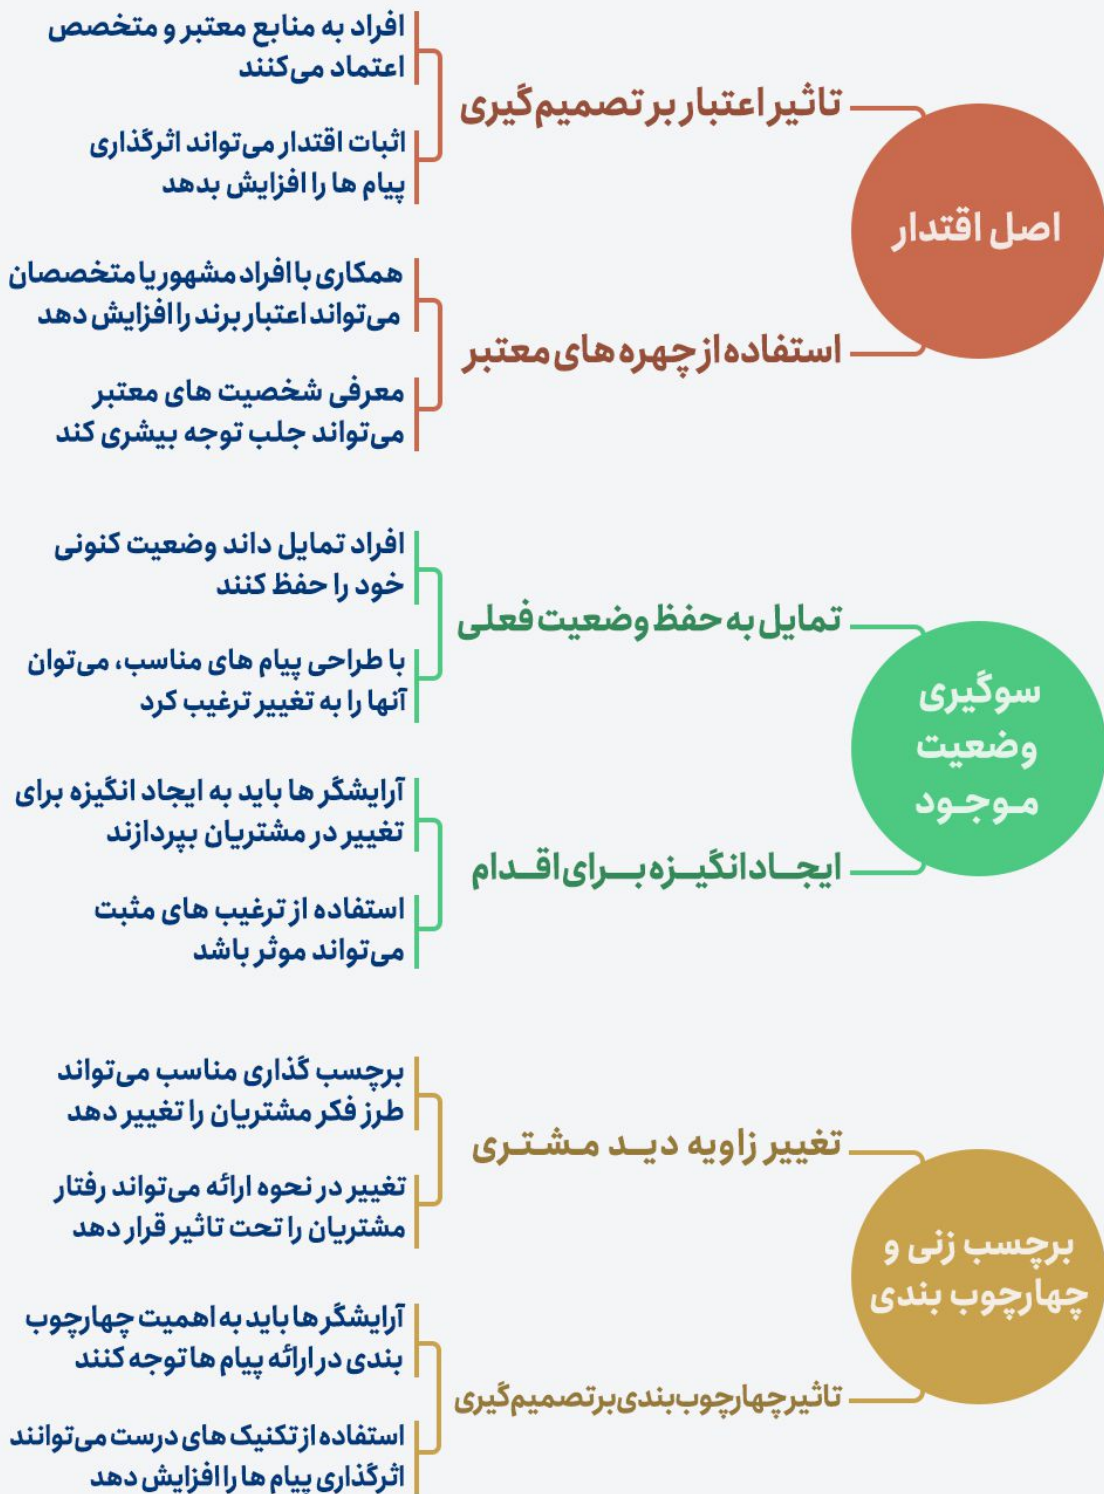 اصل اقتدار
تاثیر اعتبار بر تصمیم‌گیری
افراد به منابع معتبر و متخصص
اعتماد می‌کنند
اثبات اقتدار می‌تواند اثرگذاری
پیام ها را افزایش بدهد
استفاده از چهره های معتبر
همکاری با افراد مشهور یا متخصصان
می‌تواند اعتبار برند را افزایش دهد
معرفی شخصیت های معتبر
می‌تواند جلب توجه بیشری کند
سوگیری
وضعیت
موجود
تمایل به حفظ وضعیت فعلی
افراد تمایل داند وضعیت کنونی
خود را حفظ کنند
با طراحی پیام های مناسب، می‌توان
آنها را به تغییر ترغیب کرد
ایجاد انگیزه برای اقدام
آرایشگر ها باید به ایجاد انگیزه برای
تغییر در مشتریان بپردازند
استفاده از ترغیب های مثبت
می‌تواند موثر باشد
برچسب زنی و
چهارچوب بندی
تغییر زاویه دید مشتری
برچسب گذاری مناسب می‌تواند
طرز فکر مشتریان را تغییر دهد
تغییر در نحوه ارائه می‌تواند رفتار
مشتریان را تحت تاثیر قرار دهد
تاثیر چهارچوب‌بندی بر تصمیم‌گیری
آرایشگر ها باید به اهمیت چهارچوب
بندی در ارائه پیام ها توجه کنند
استفاده از تکنیک های درست می‌توانند
اثرگذاری پیام ها را افزایش دهد